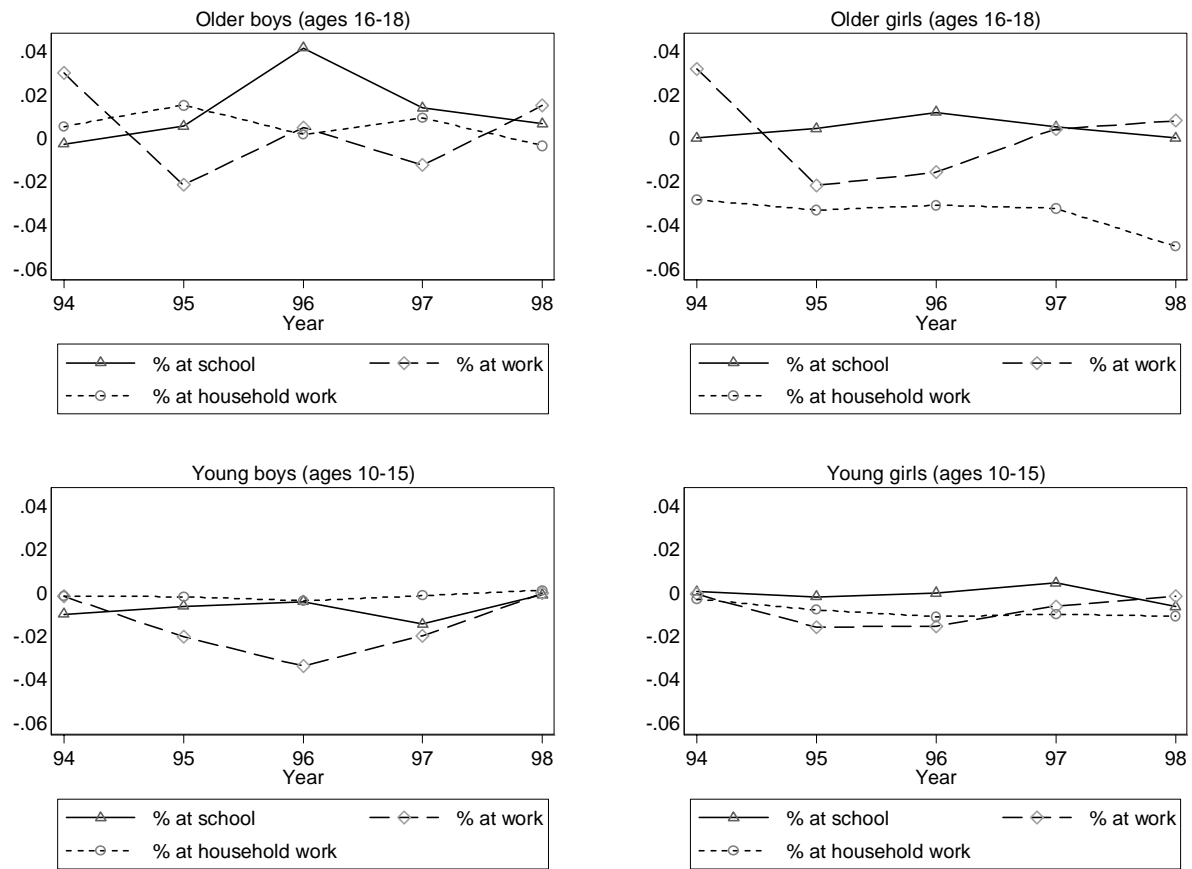 Older boys (ages 16-18)
.04
.02
0
-.02
-.04
-.06
94 95 96 97 98
Year
% at school % at work
% at household work
Older girls (ages 16-18)
.04
.02
0
-.02
-.04
-.06
94 95 96 97 98
Year
% at school % at work
% at household work
Young boys (ages 10-15)
.04
.02
0
-.02
-.04
-.06
94 95 96 97 98
Year
% at school % at work
% at household work
Young girls (ages 10-15)
.04
.02
0
-.02
-.04
-.06
94 95 96 97 98
Year
% at school % at work
% at household work